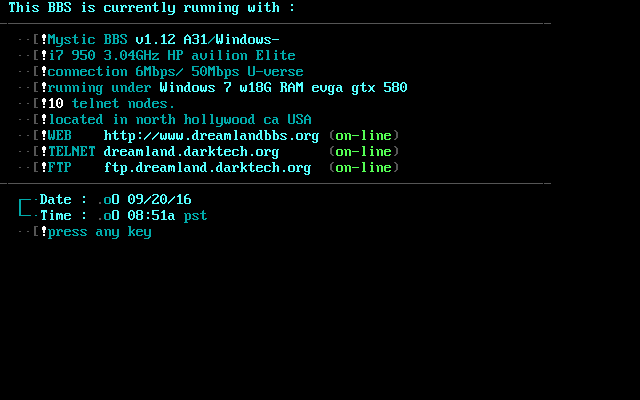 This BBS is currently running with :
··[!Mystic BBS v1.12 A31/Windows-
··[!i7 950 3.04GHz HP avilion Elite
··[!connection 6Mbps/ 50Mbps U-verse
··[!running under Windows 7 w18G RAM evga gtx 580
··[!10 telnet nodes.
··[!located in north hollywood ca USA
··[!WEB    http://www.dreamlandbbs.org (on-line)
··[!TELNET dreamland.darktech.org      (on-line)
··[!FTP    ftp.dreamland.darktech.org  (on-line)
┌─·Date : .oO 09/20/16
└─·Time : .oO 08:51a pst
··[!press any key